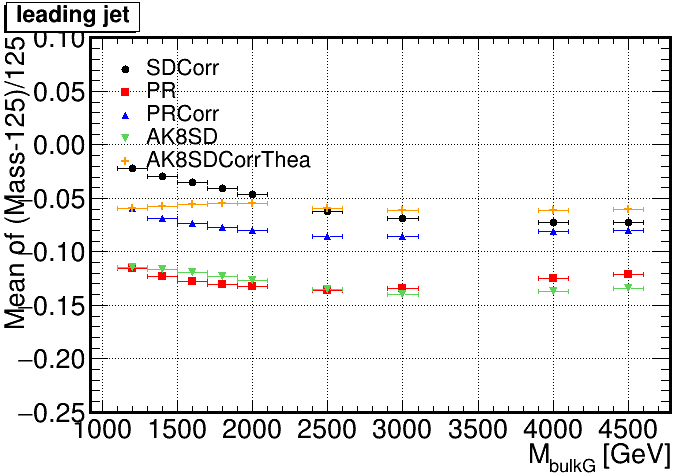 leading jet
Mean of (Mass-125)/125
0.10
0.05
0.00
−0.05
−0.10
−0.15
−0.20
−0.25
SDCorr
PR
PRCorr
AK8SD
AK8SDCorrThea
1000 1500 2000 2500 3000 3500 4000 4500
M_bulkG [GeV]